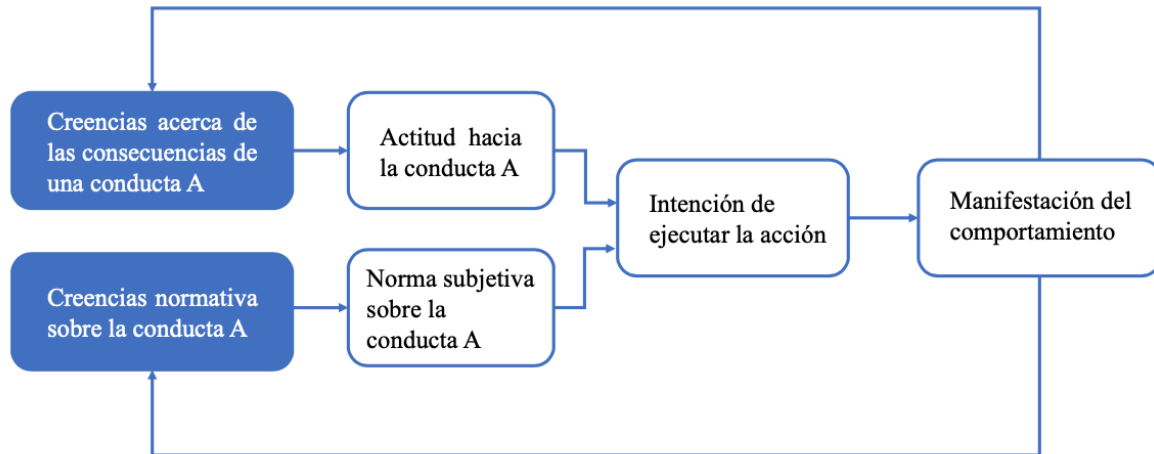 Creencias acerca de
las consecuencias de
una conducta A
Actitud hacia
la conducta A
Intención de
ejecutar la acción
Manifestación del
comportamiento
Creencias normativa
sobre la conducta A
Norma subjetiva
sobre la
conducta A